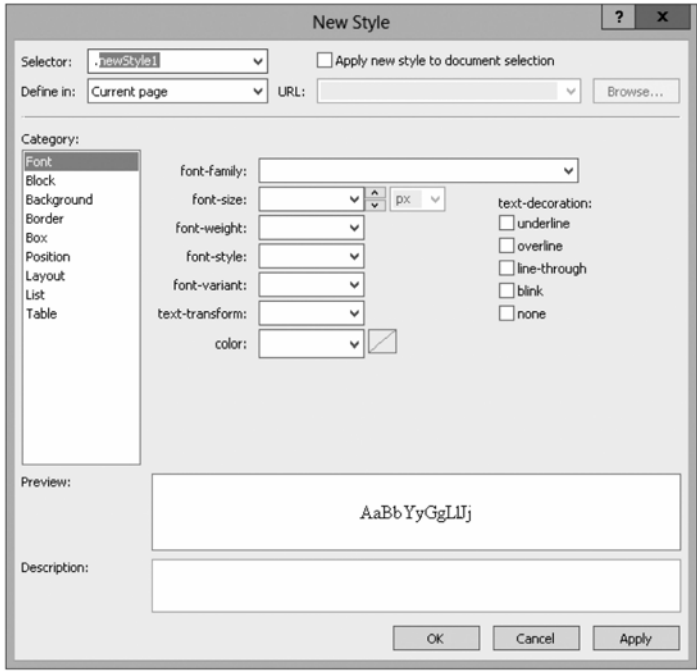 New Style
? x
Selector: .newStyle1 Apply new style to document selection
Define in: Current page URL: Browse...
Category:
Font
Block
Background
Border
Box
Position
Layout
List
Table
font-family:
font-size: px
font-weight:
font-style:
font-variant:
text-transform:
color:
text-decoration:
underline
overline
line-through
blink
none
Preview:
AaBbYyGgLlJj
Description:
OK Cancel Apply